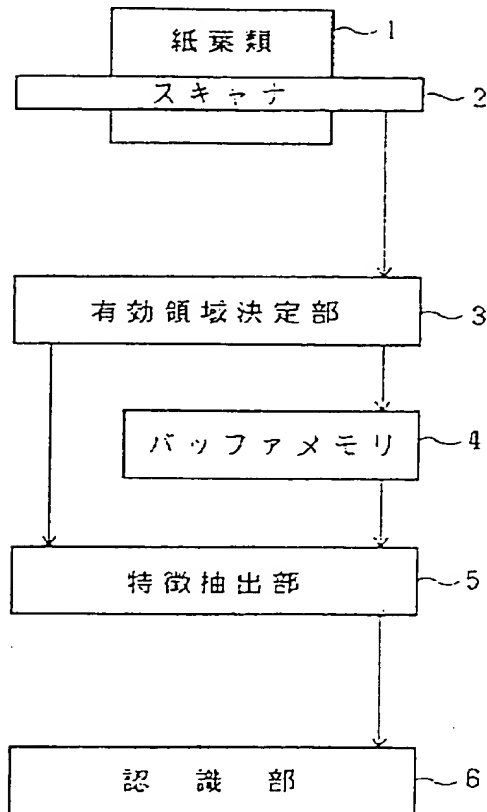 紙葉類 1
スキャナ 2
有効領域決定部 3
バッファメモリ 4
特徴抽出部 5
認識部 6